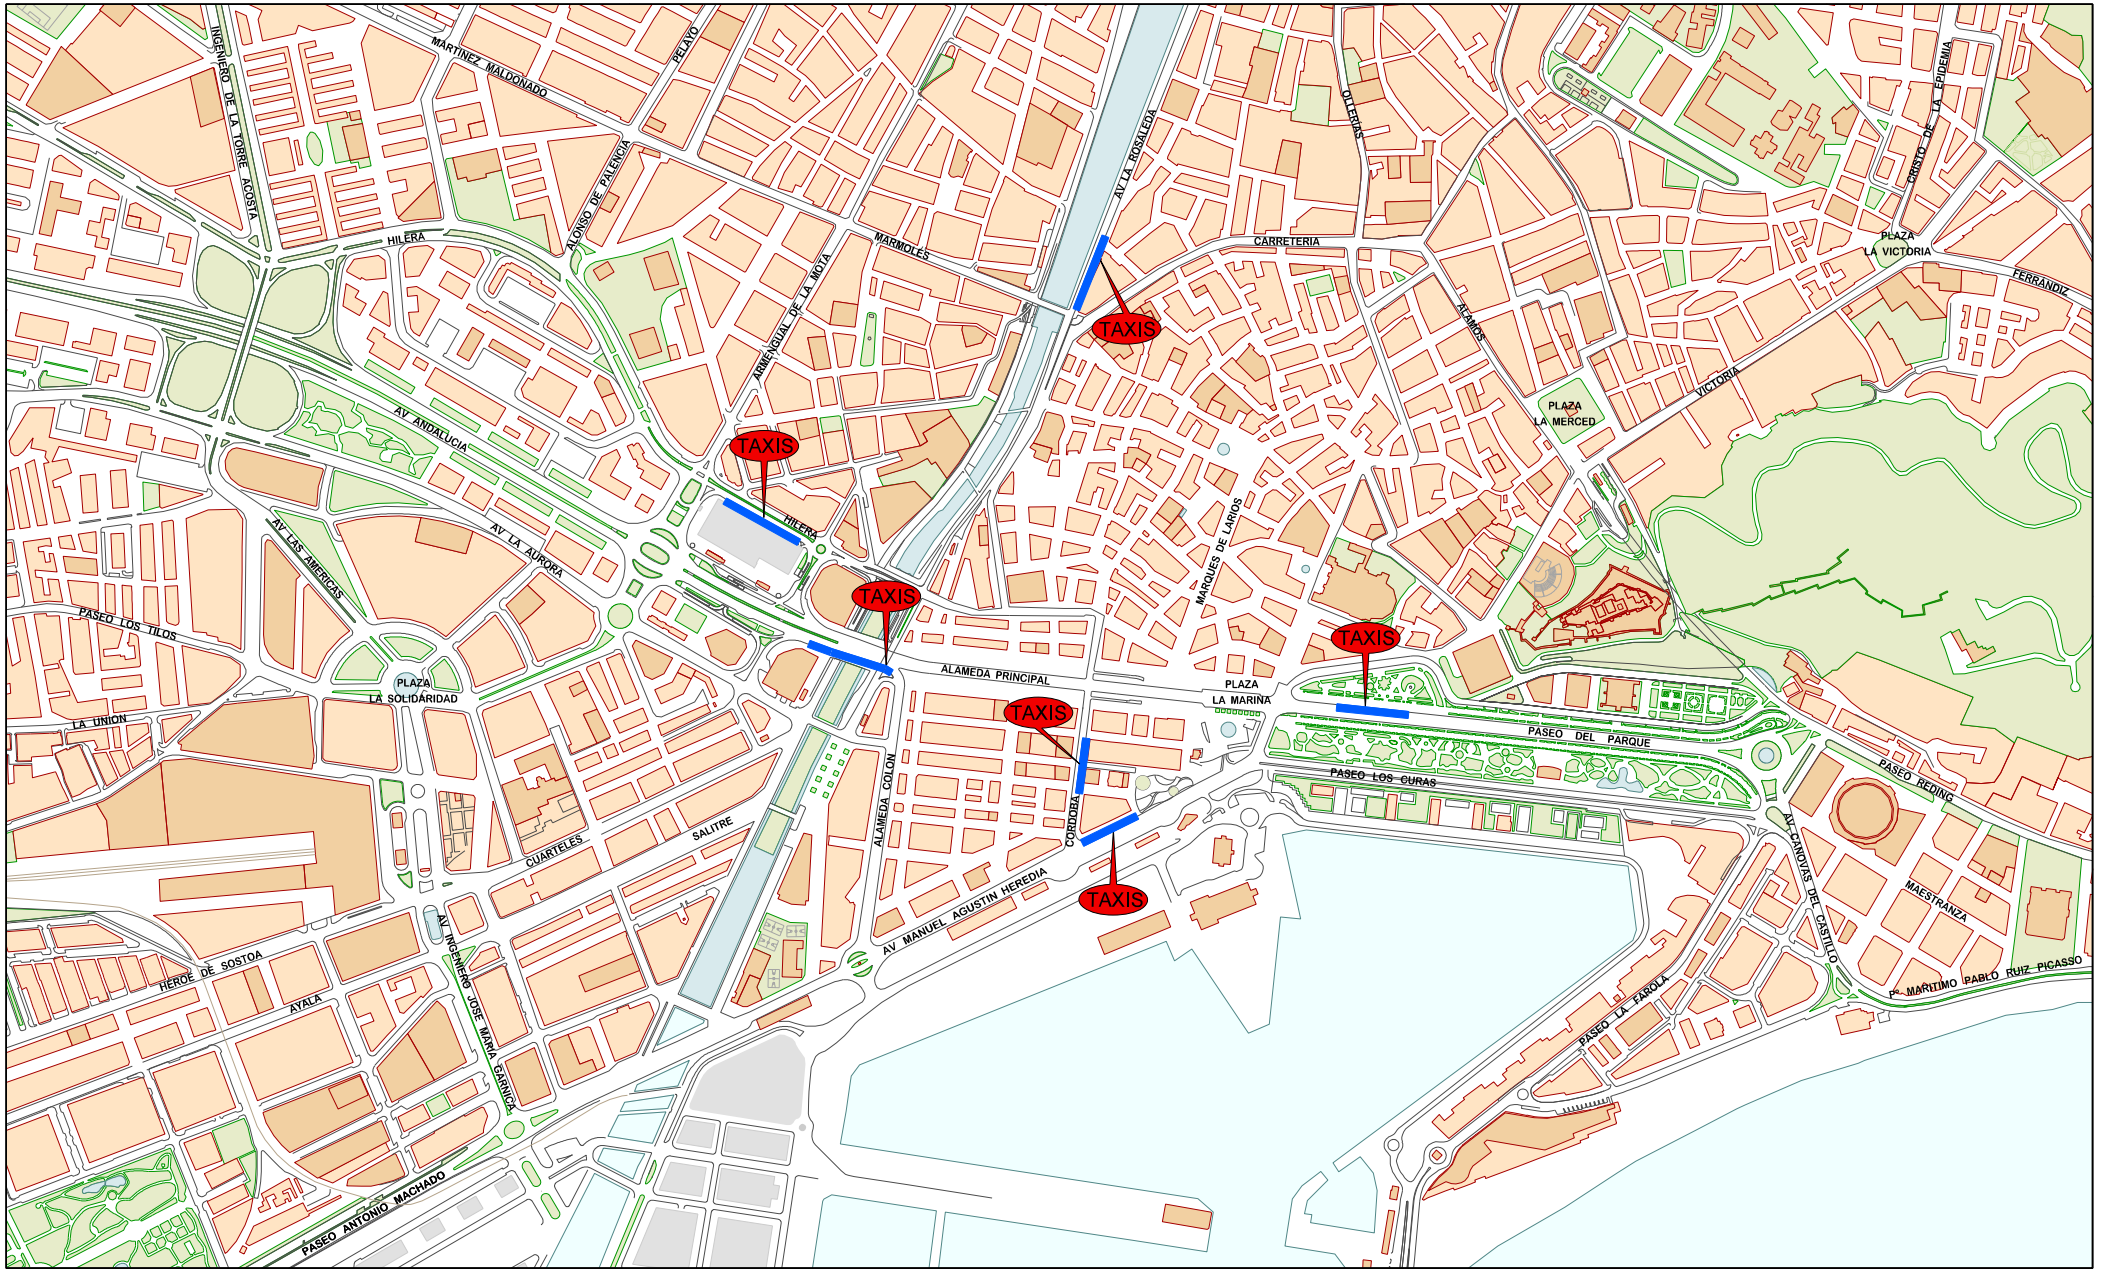 INGENIERO DE LA TORRE ACOSTA
MARTINEZ MALDONADO
PELAYO
ALONSO DE PALENCIA
HILERA
ARMENGUAL DE LA MOTA
MARMOLES
AV LA ROSALEDA
OLLERIAS
CARRETERIA
CRISTO DE LA EPIDEMIA
PLAZA
LA VICTORIA
FERRANDIZ
TAXIS
ALAMOS
VICTORIA
PLAZA
LA MERCED
AV ANDALUCIA
TAXIS
HILERA
AV LAS AMERICAS
AV LA AURORA
MARQUES DE LARIOS
TAXIS
PASEO LOS TILOS
TAXIS
PLAZA
LA SOLIDARIDAD
ALAMEDA PRINCIPAL
PLAZA
LA MARINA
TAXIS
LA UNION
PASEO DEL PARQUE
PASEO LOS CURAS
PASEO REDING
ALAMEDA COLON
CORDOBA
SALITRE
CUARTELES
TAXIS
AV MANUEL AGUSTIN HEREDIA
AV CANOVAS DEL CASTILLO
MAESTRANZA
HEROE DE SOSTOA
AYALA
AV INGENIERO JOSE MARIA GARNICA
PASEO LA FAROLA
Pº MARITIMO PABLO RUIZ PICASSO
PASEO ANTONIO MACHADO